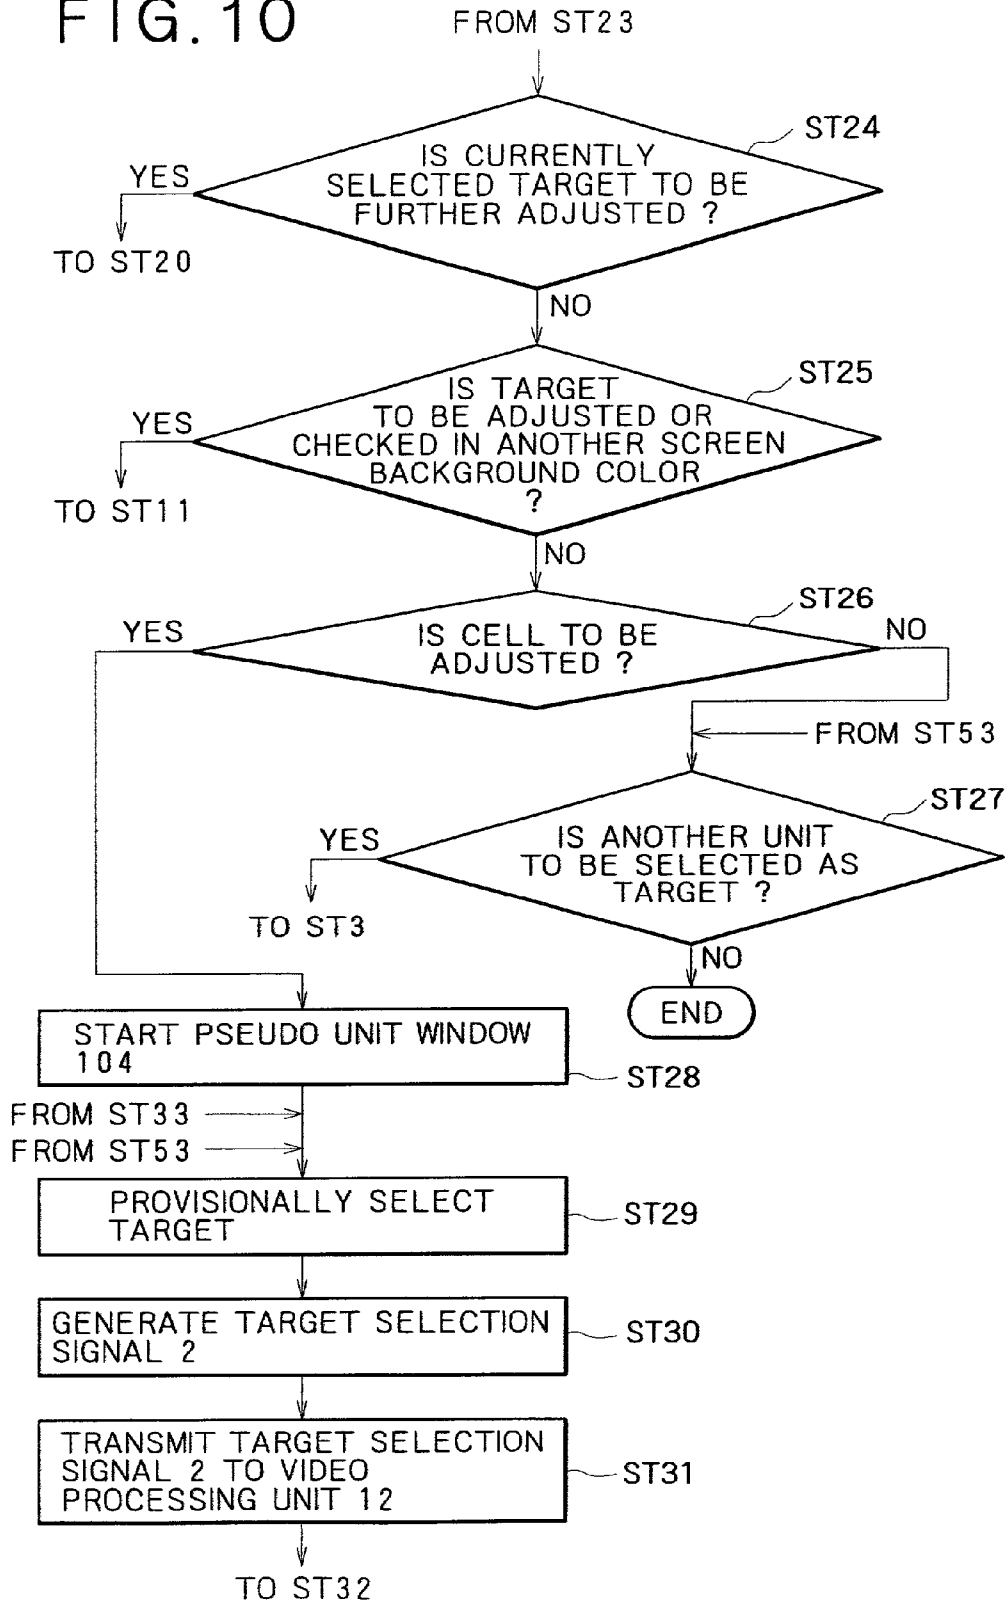 FIG.10
FROM ST23
ST24
IS CURRENTLY
SELECTED TARGET TO BE
FURTHER ADJUSTED ?
YES
TO ST20
NO
ST25
IS TARGET
TO BE ADJUSTED OR
CHECKED IN ANOTHER SCREEN
BACKGROUND COLOR
?
YES
TO ST11
NO
ST26
IS CELL TO BE
ADJUSTED ?
YES
NO
FROM ST53
ST27
IS ANOTHER UNIT
TO BE SELECTED AS
TARGET ?
YES
TO ST3
NO
END
START PSEUDO UNIT WINDOW
104
ST28
FROM ST33
FROM ST53
PROVISIONALLY SELECT
TARGET
ST29
GENERATE TARGET SELECTION
SIGNAL 2
ST30
TRANSMIT TARGET SELECTION
SIGNAL 2 TO VIDEO
PROCESSING UNIT 12
ST31
TO ST32